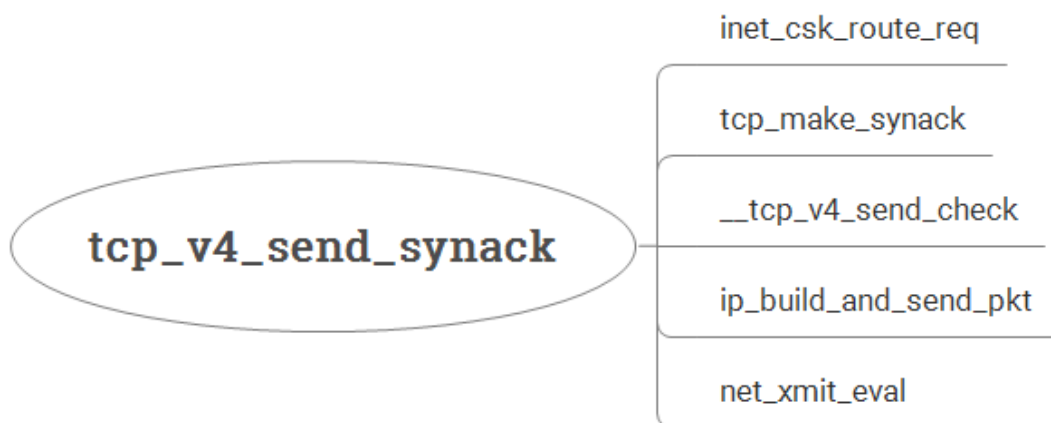 inet_csk_route_req
tcp_make_synack
__tcp_v4_send_check
tcp_v4_send_synack
ip_build_and_send_pkt
net_xmit_eval